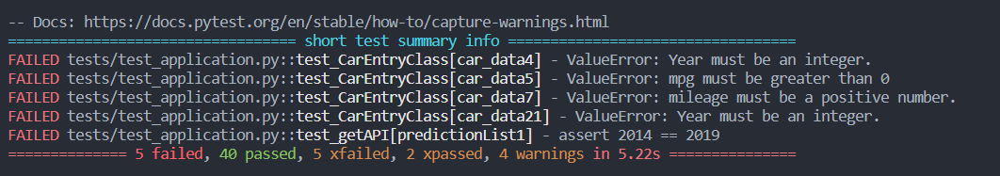 -- Docs: https://docs.pytest.org/en/stable/how-to/capture-warnings.html
================================== short test summary info ==================================
FAILED tests/test_application.py::test_CarEntryClass[car_data4] - ValueError: Year must be an integer.
FAILED tests/test_application.py::test_CarEntryClass[car_data5] - ValueError: mpg must be greater than 0
FAILED tests/test_application.py::test_CarEntryClass[car_data7] - ValueError: mileage must be a positive number.
FAILED tests/test_application.py::test_CarEntryClass[car_data21] - ValueError: Year must be an integer.
FAILED tests/test_application.py::test_getAPI[predictionList1] - assert 2014 == 2019
============== 5 failed, 40 passed, 5 xfailed, 2 xpassed, 4 warnings in 5.22s ===============